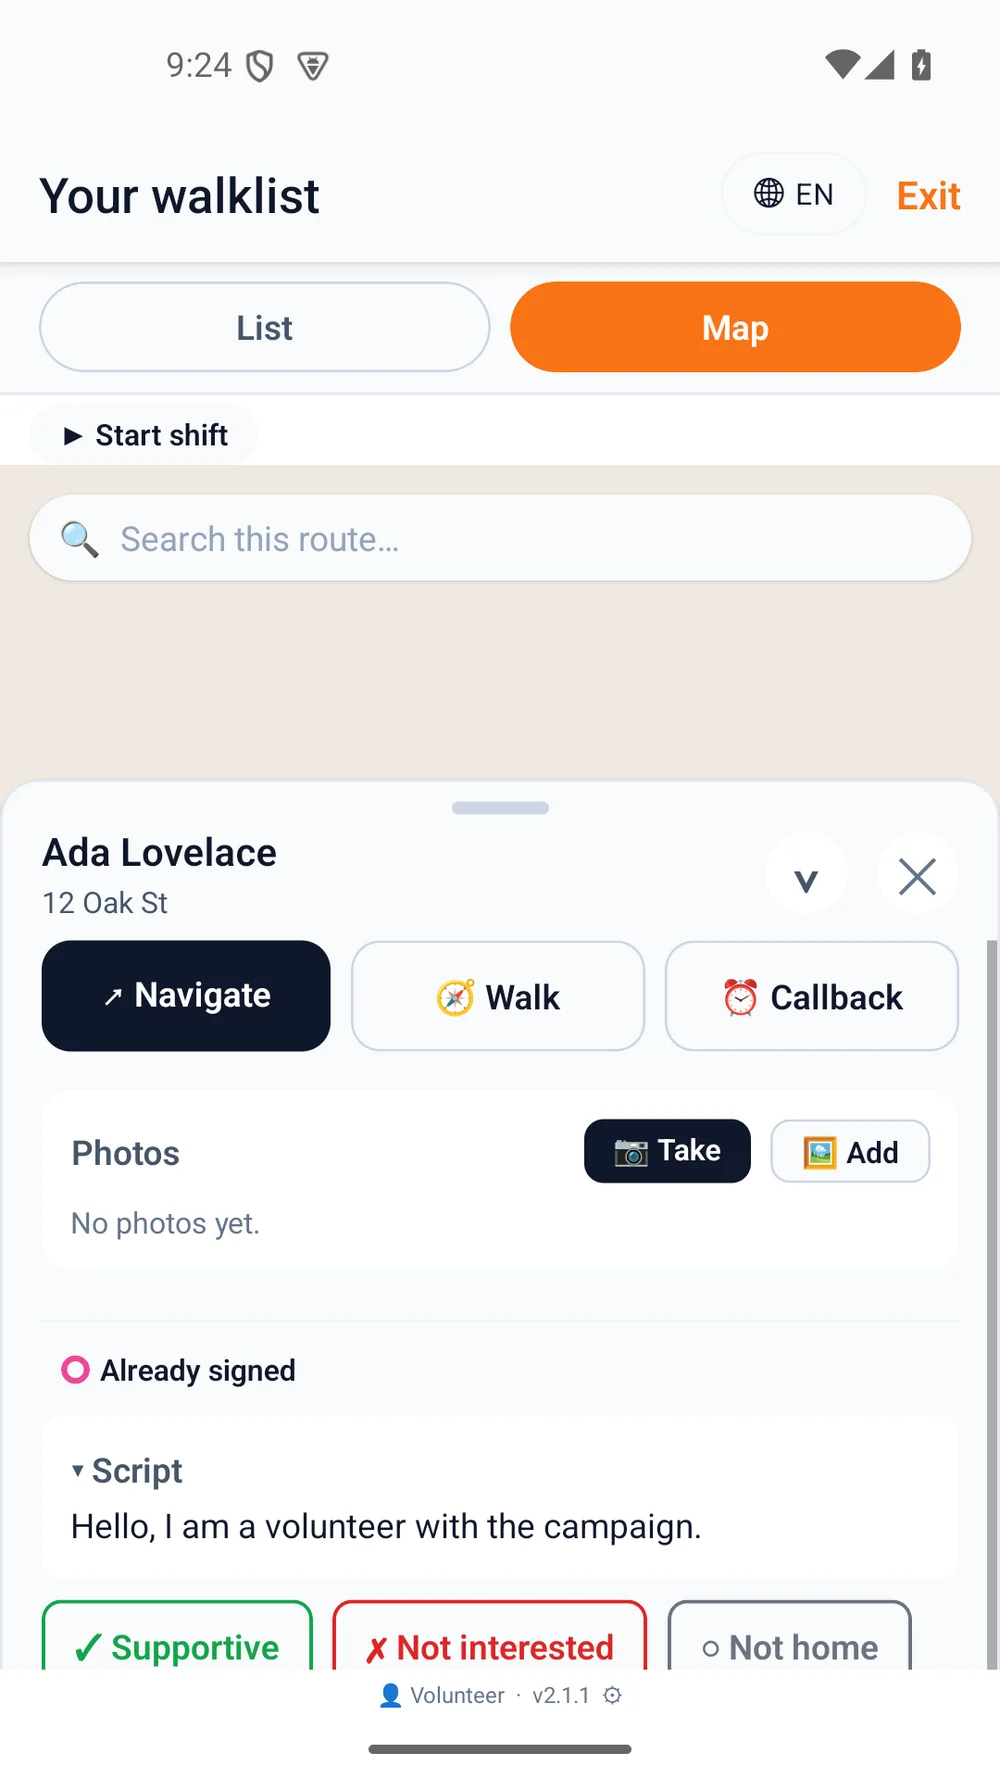 9:24
Your walklist
EN
Exit
List
Map
▶ Start shift
Search this route...
Ada Lovelace
12 Oak St
v
↗ Navigate
Walk
Callback
Photos
Take
Add
No photos yet.
Already signed
▾ Script
Hello, I am a volunteer with the campaign.
✓ Supportive
✗ Not interested
○ Not home
Volunteer · v2.1.1 ⚙